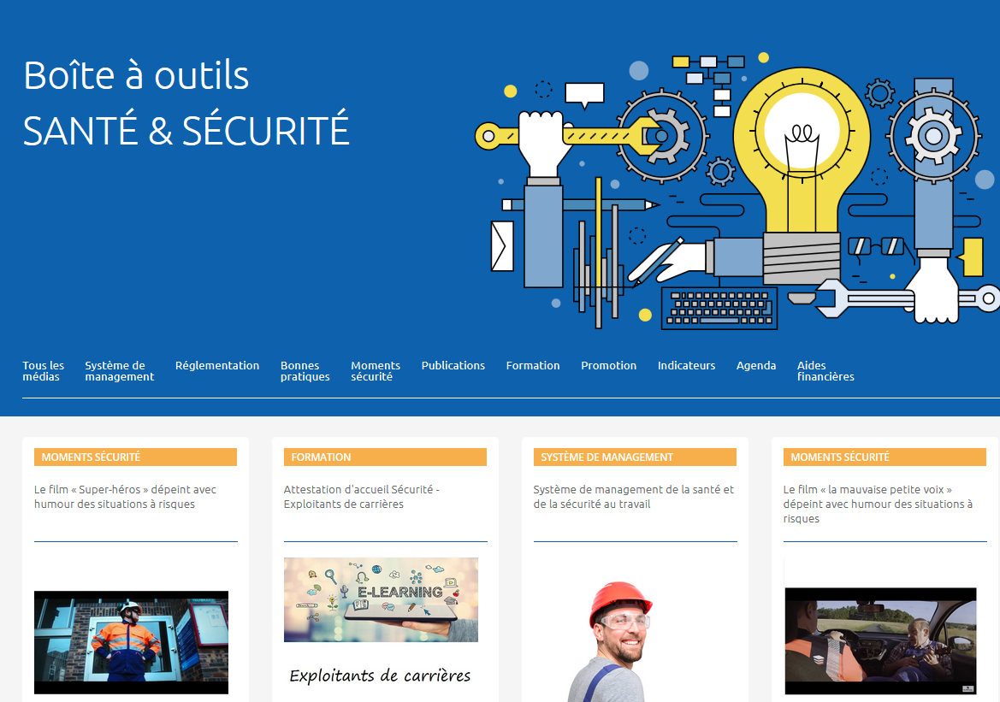 Boîte à outils
SANTÉ & SÉCURITÉ
Tous les médias
Système de management
Réglementation
Bonnes pratiques
Moments sécurité
Publications
Formation
Promotion
Indicateurs
Agenda
Aides financières
MOMENTS SÉCURITÉ
Le film « Super-héros » dépeint avec
humour des situations à risques
FORMATION
Attestation d'accueil Sécurité -
Exploitants de carrières
E-LEARNING
Exploitants de carrières
SYSTÈME DE MANAGEMENT
Système de management de la santé et
de la sécurité au travail
MOMENTS SÉCURITÉ
Le film « la mauvaise petite voix »
dépeint avec humour des situations à
risques